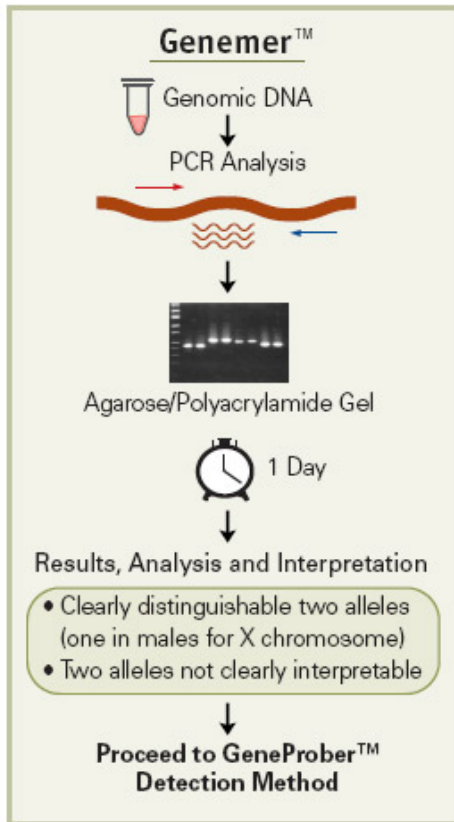 Genemer™
Genomic DNA
PCR Analysis
Agarose/Polyacrylamide Gel
1 Day
Results, Analysis and Interpretation
• Clearly distinguishable two alleles
(one in males for X chromosome)
• Two alleles not clearly interpretable
Proceed to GeneProber™
Detection Method